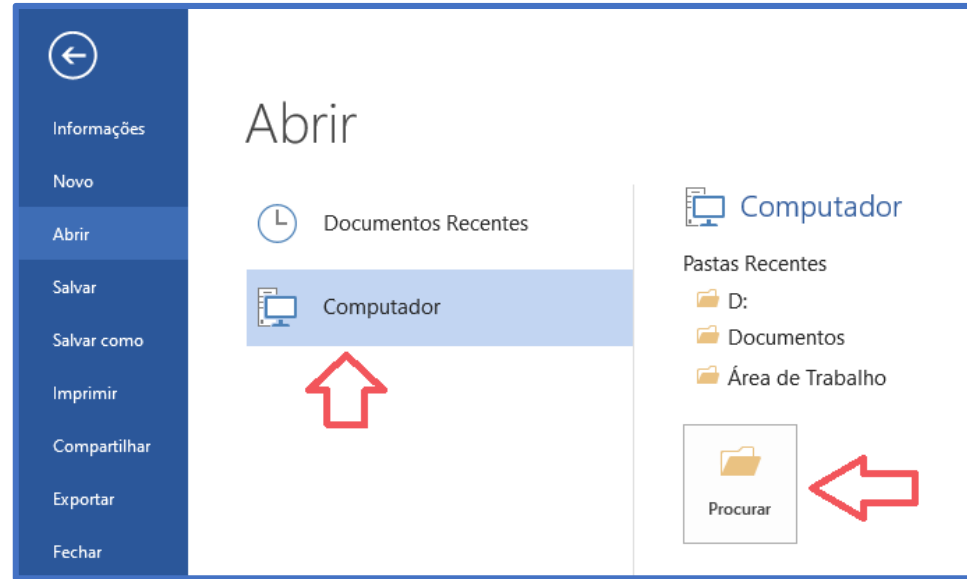 Informações
Novo
Abrir
Salvar
Salvar como
Imprimir
Compartilhar
Exportar
Fechar
Abrir
Documentos Recentes
Computador
Computador
Pastas Recentes
D:
Documentos
Área de Trabalho
Procurar